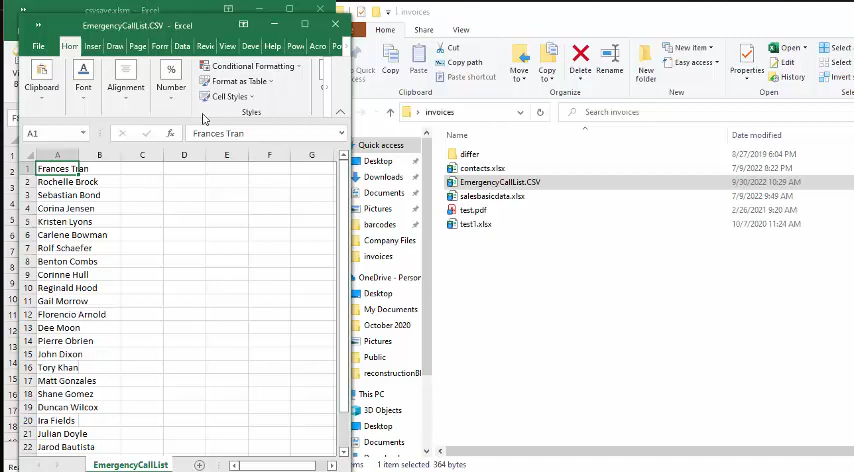 csvsave.xlsm - Excel
EmergencyCallList.CSV - Excel
File Hom Inser Draw Page Form Data Revie View Deve Help Powe Acro Po
Clipboard
Font
Alignment
Number
%
Conditional Formatting
Format as Table
Cell Styles
Styles
A1
fx
Frances Tran
A B C D E F G
1 Frances Tran
2 Rochelle Brock
3 Sebastian Bond
4 Corina Jensen
5 Kristen Lyons
6 Carlene Bowman
7 Rolf Schaefer
8 Benton Combs
9 Corinne Hull
10 Reginald Hood
11 Gail Morrow
12 Florencio Arnold
13 Dee Moon
14 Pierre Obrien
15 John Dixon
16 Tory Khan
17 Matt Gonzales
18 Shane Gomez
19 Duncan Wilcox
20 Ira Fields
21 Julian Doyle
22 Jarod Bautista
EmergencyCallList
invoices
Home Share View
Copy
Paste
Cut
Copy path
Paste shortcut
Clipboard
Move to
Copy to
Delete
Rename
Organize
New folder
New item
Easy access
New
Properties
Open
Edit
History
Open
Select
Select
Invert
Select
invoices
Search invoices
Quick access
Desktop
Downloads
Documents
Pictures
barcodes
Company Files
invoices
OneDrive - Person
Desktop
My Documents
October 2020
Pictures
Public
reconstructionBl
This PC
3D Objects
Desktop
Documents
Name Date modified
differ 8/27/2019 6:04 PM
contacts.xlsx 7/9/2022 8:22 PM
EmergencyCallList.CSV 9/30/2022 10:29 AM
salesbasicdata.xlsx 7/9/2022 9:49 AM
test.pdf 2/26/2021 9:20 AM
test1.xlsx 10/7/2020 11:24 AM
items 1 item selected 364 bytes